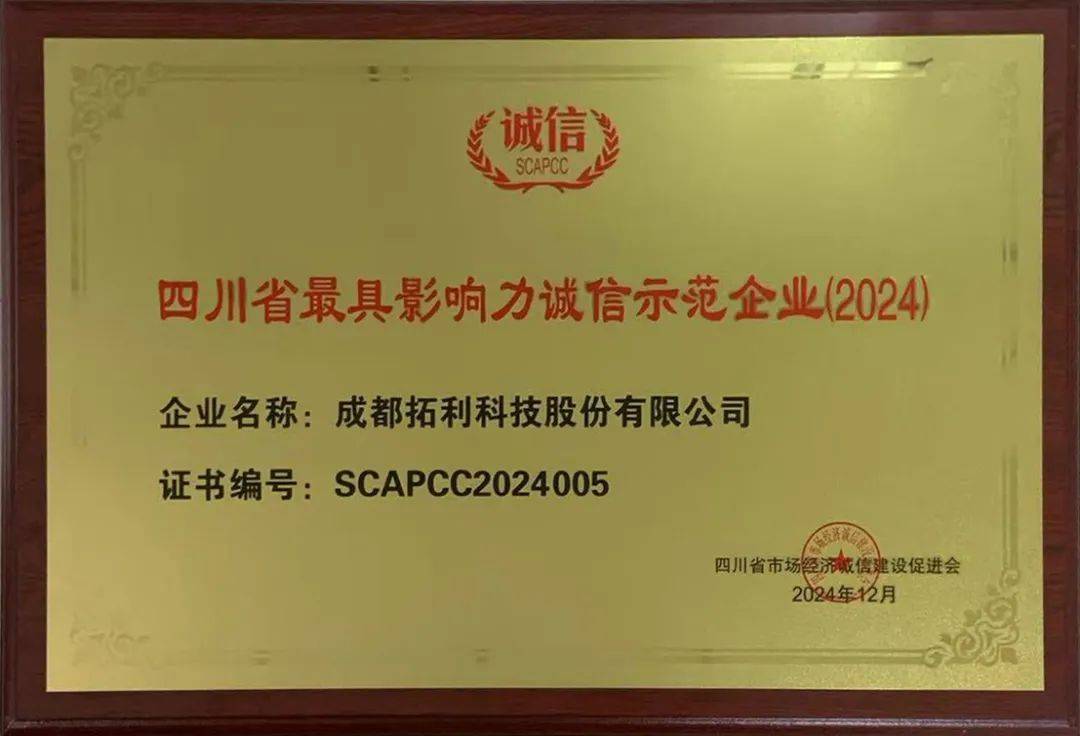 诚信
SCAPCC
四川省最具影响力诚信示范企业(2024)
企业名称：成都拓利科技股份有限公司
证书编号：SCAPCC2024005
四川省市场经济诚信建设促进会
2024年12月